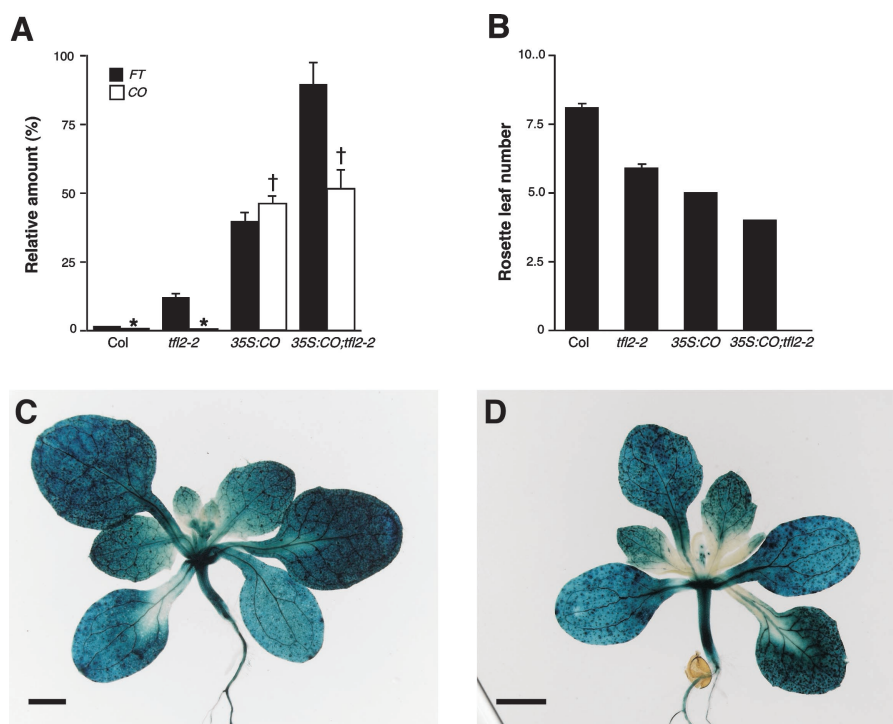 A
100
75
50
25
0
Relative amount (%)
FT
CO
†
†
*
*
Col
tfl2-2
35S:CO
35S:CO;tfl2-2
B
10..0
7.5
5.0
2.5
0
Rosette leaf number
Col
tfl2-2
35S:CO
35S:CO;tfl2-2
C
D